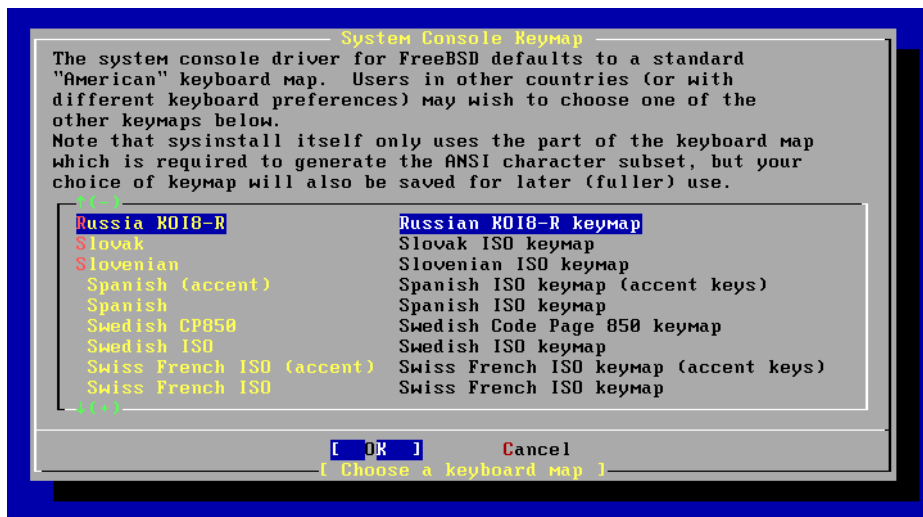 System Console Keymap
The system console driver for FreeBSD defaults to a standard
"American" keyboard map.  Users in other countries (or with
different keyboard preferences) may wish to choose one of the
other keymaps below.
Note that sysinstall itself only uses the part of the keyboard map
which is required to generate the ANSI character subset, but your
choice of keymap will also be saved for later (fuller) use.
↑(-)
Russia KOI8-R Russian KOI8-R keymap
Slovak Slovak ISO keymap
Slovenian Slovenian ISO keymap
Spanish (accent) Spanish ISO keymap (accent keys)
Spanish Spanish ISO keymap
Swedish CP850 Swedish Code Page 850 keymap
Swedish ISO Swedish ISO keymap
Swiss French ISO (accent) Swiss French ISO keymap (accent keys)
Swiss French ISO Swiss French ISO keymap
↓(+)
[ OK ] Cancel
[ Choose a keyboard map ]